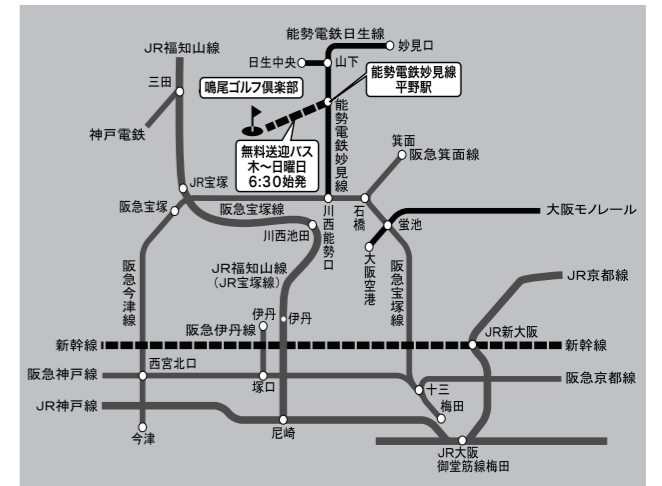 能勢電鉄日生線
JR福知山線
妙見口
日生中央
山下
能勢電鉄妙見線
平野駅
三田
鳴尾ゴルフ倶楽部
能勢電鉄妙見線
神戸電鉄
無料送迎バス
木〜日曜日
6:30始発
箕面
阪急箕面線
JR宝塚
阪急宝塚
阪急宝塚線
川西能勢口
石橋
大阪モノレール
蛍池
川西池田
大阪空港
阪急宝塚線
阪急今津線
JR福知山線
(JR宝塚線)
JR京都線
伊丹
伊丹
阪急伊丹線
JR新大阪
新幹線
新幹線
西宮北口
阪急神戸線
塚口
阪急京都線
十三
JR神戸線
梅田
今津
尼崎
JR大阪
御堂筋線梅田